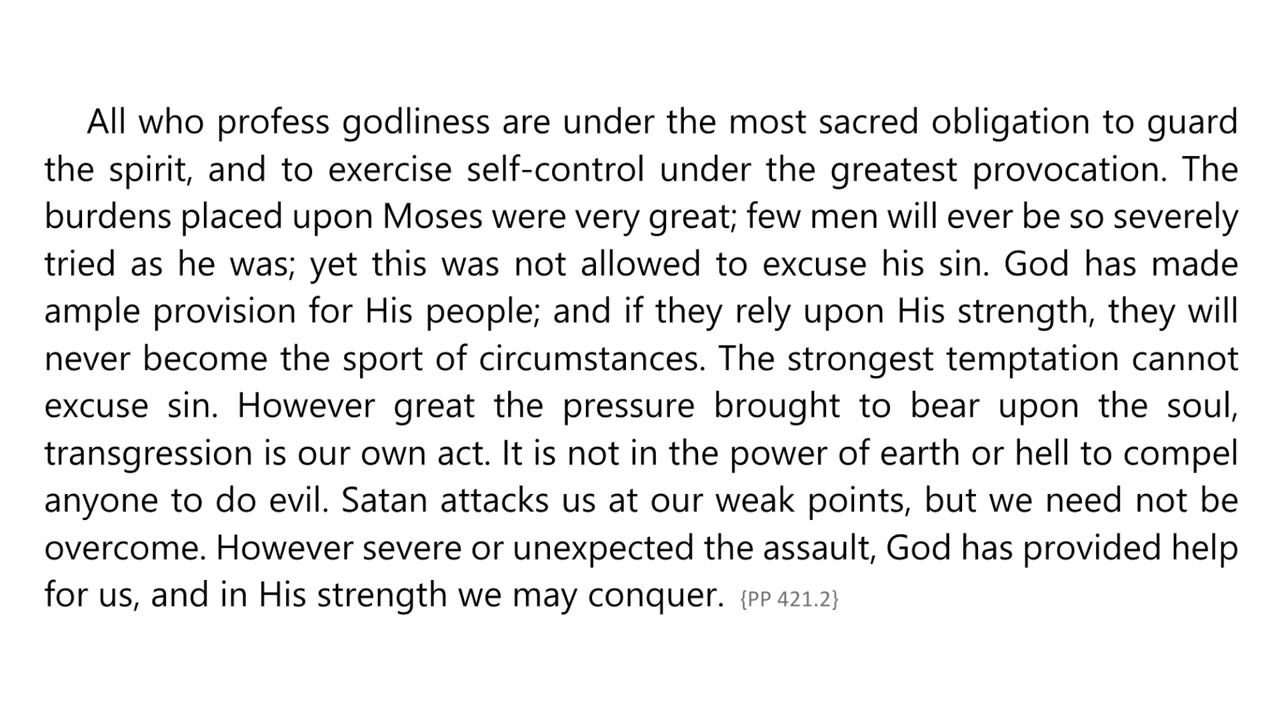 All who profess godliness are under the most sacred obligation to guard
the spirit, and to exercise self-control under the greatest provocation. The
burdens placed upon Moses were very great; few men will ever be so severely
tried as he was; yet this was not allowed to excuse his sin. God has made
ample provision for His people; and if they rely upon His strength, they will
never become the sport of circumstances. The strongest temptation cannot
excuse sin. However great the pressure brought to bear upon the soul,
transgression is our own act. It is not in the power of earth or hell to compel
anyone to do evil. Satan attacks us at our weak points, but we need not be
overcome. However severe or unexpected the assault, God has provided help
for us, and in His strength we may conquer. {PP 421.2}